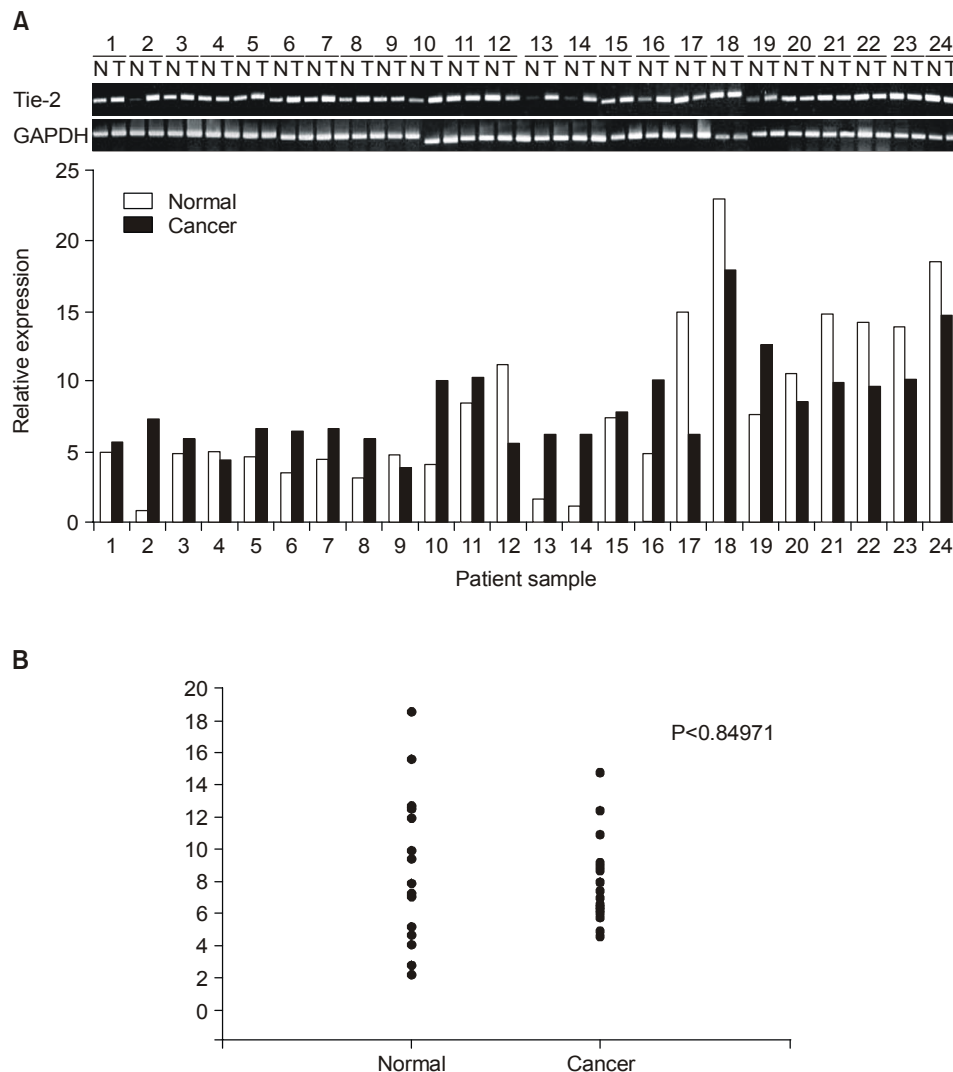 A
1 2 3 4 5 6 7 8 9 10 11 12 13 14 15 16 17 18 19 20 21 22 23 24
N T N T N T N T N T N T N T N T N T N T N T N T N T N T N T N T N T N T N T N T N T N T N T N T
Tie-2
GAPDH
25
Normal
Cancer
20
15
10
5
0
Relative expression
1 2 3 4 5 6 7 8 9 10 11 12 13 14 15 16 17 18 19 20 21 22 23 24
Patient sample
B
20
18
P<0.84971
16
14
12
10
8
6
4
2
0
Normal Cancer